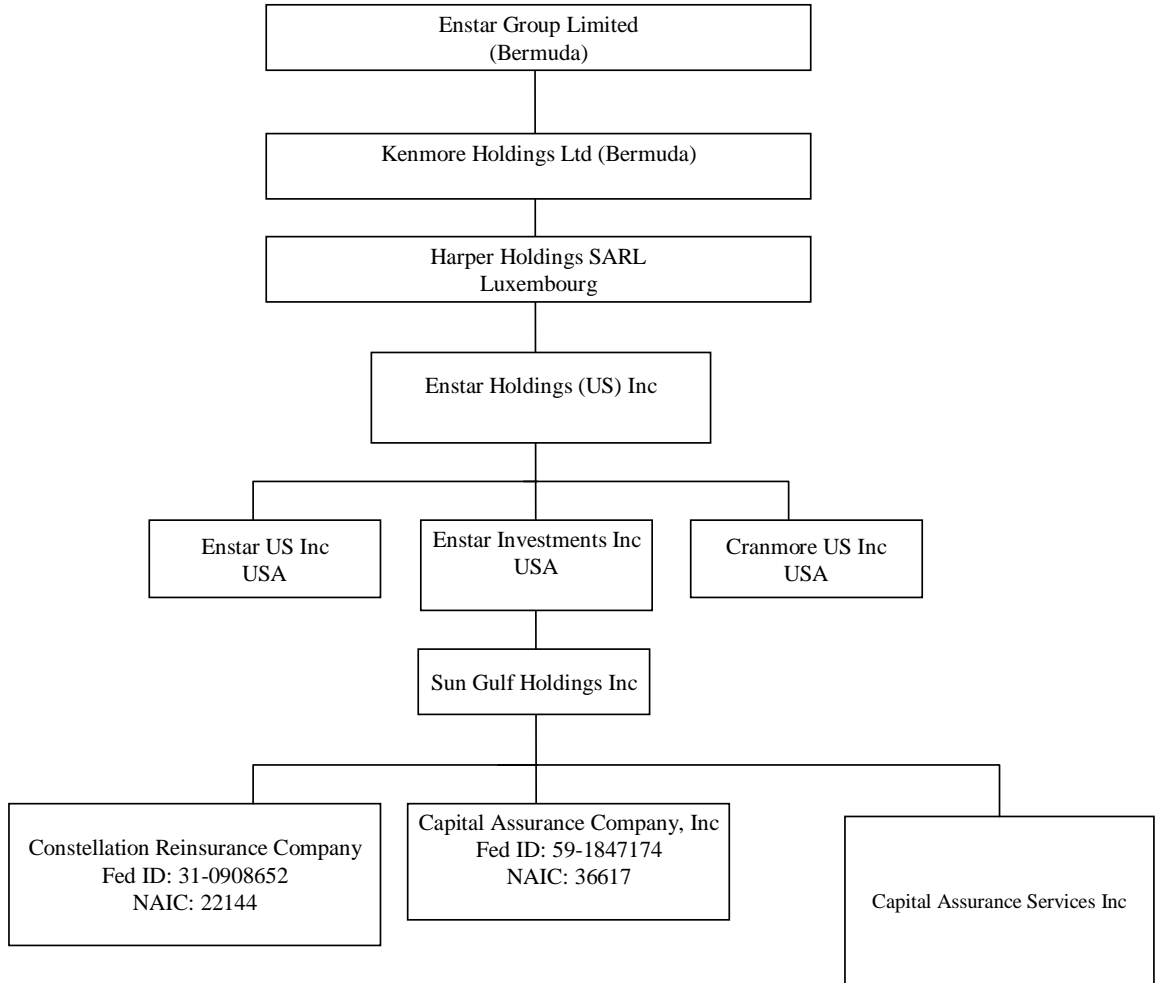 Enstar Group Limited
(Bermuda)
Kenmore Holdings Ltd (Bermuda)
Harper Holdings SARL
Luxembourg
Enstar Holdings (US) Inc
Enstar US Inc
USA
Enstar Investments Inc
USA
Cranmore US Inc
USA
Sun Gulf Holdings Inc
Constellation Reinsurance Company
Fed ID: 31-0908652
NAIC: 22144
Capital Assurance Company, Inc
Fed ID: 59-1847174
NAIC: 36617
Capital Assurance Services Inc